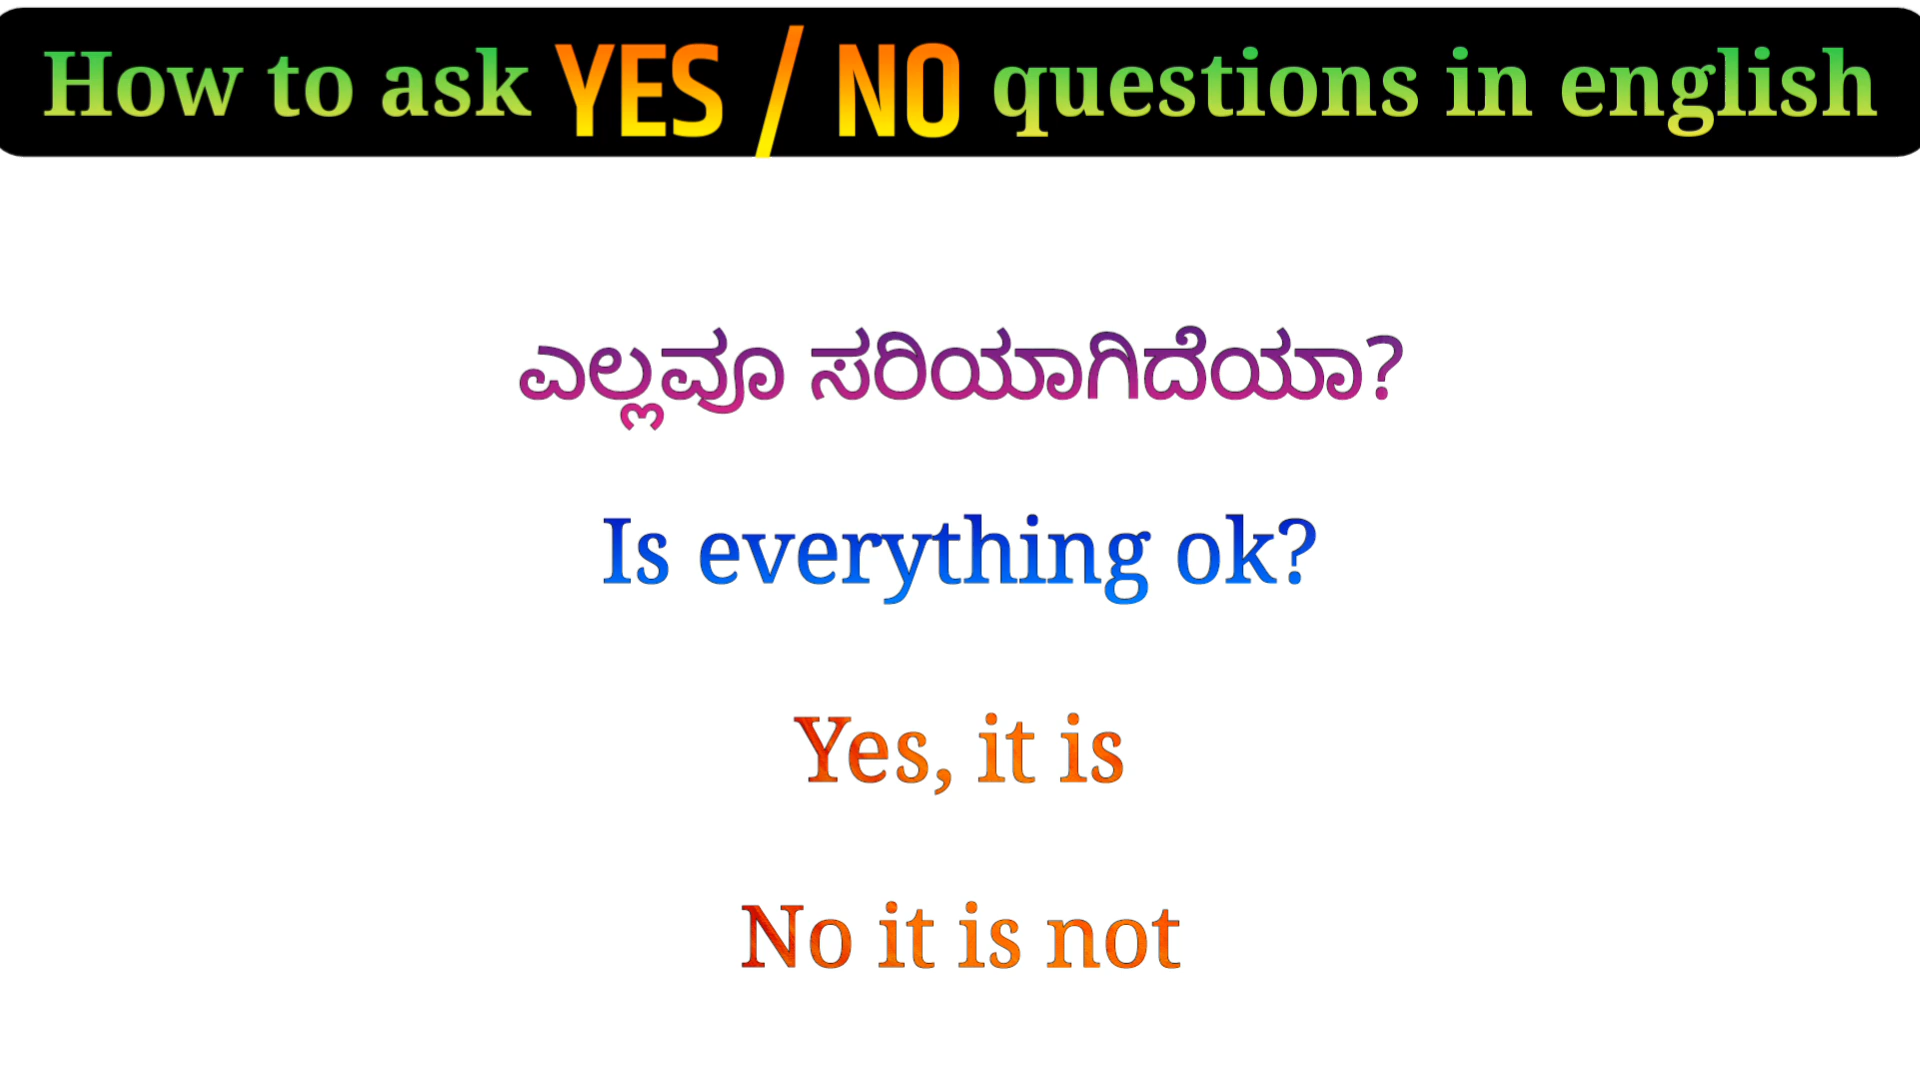 How to ask YES / NO questions in english
ಎಲ್ಲವೂ ಸರಿಯಾಗಿದೆಯಾ?
Is everything ok?
Yes, it is
No it is not